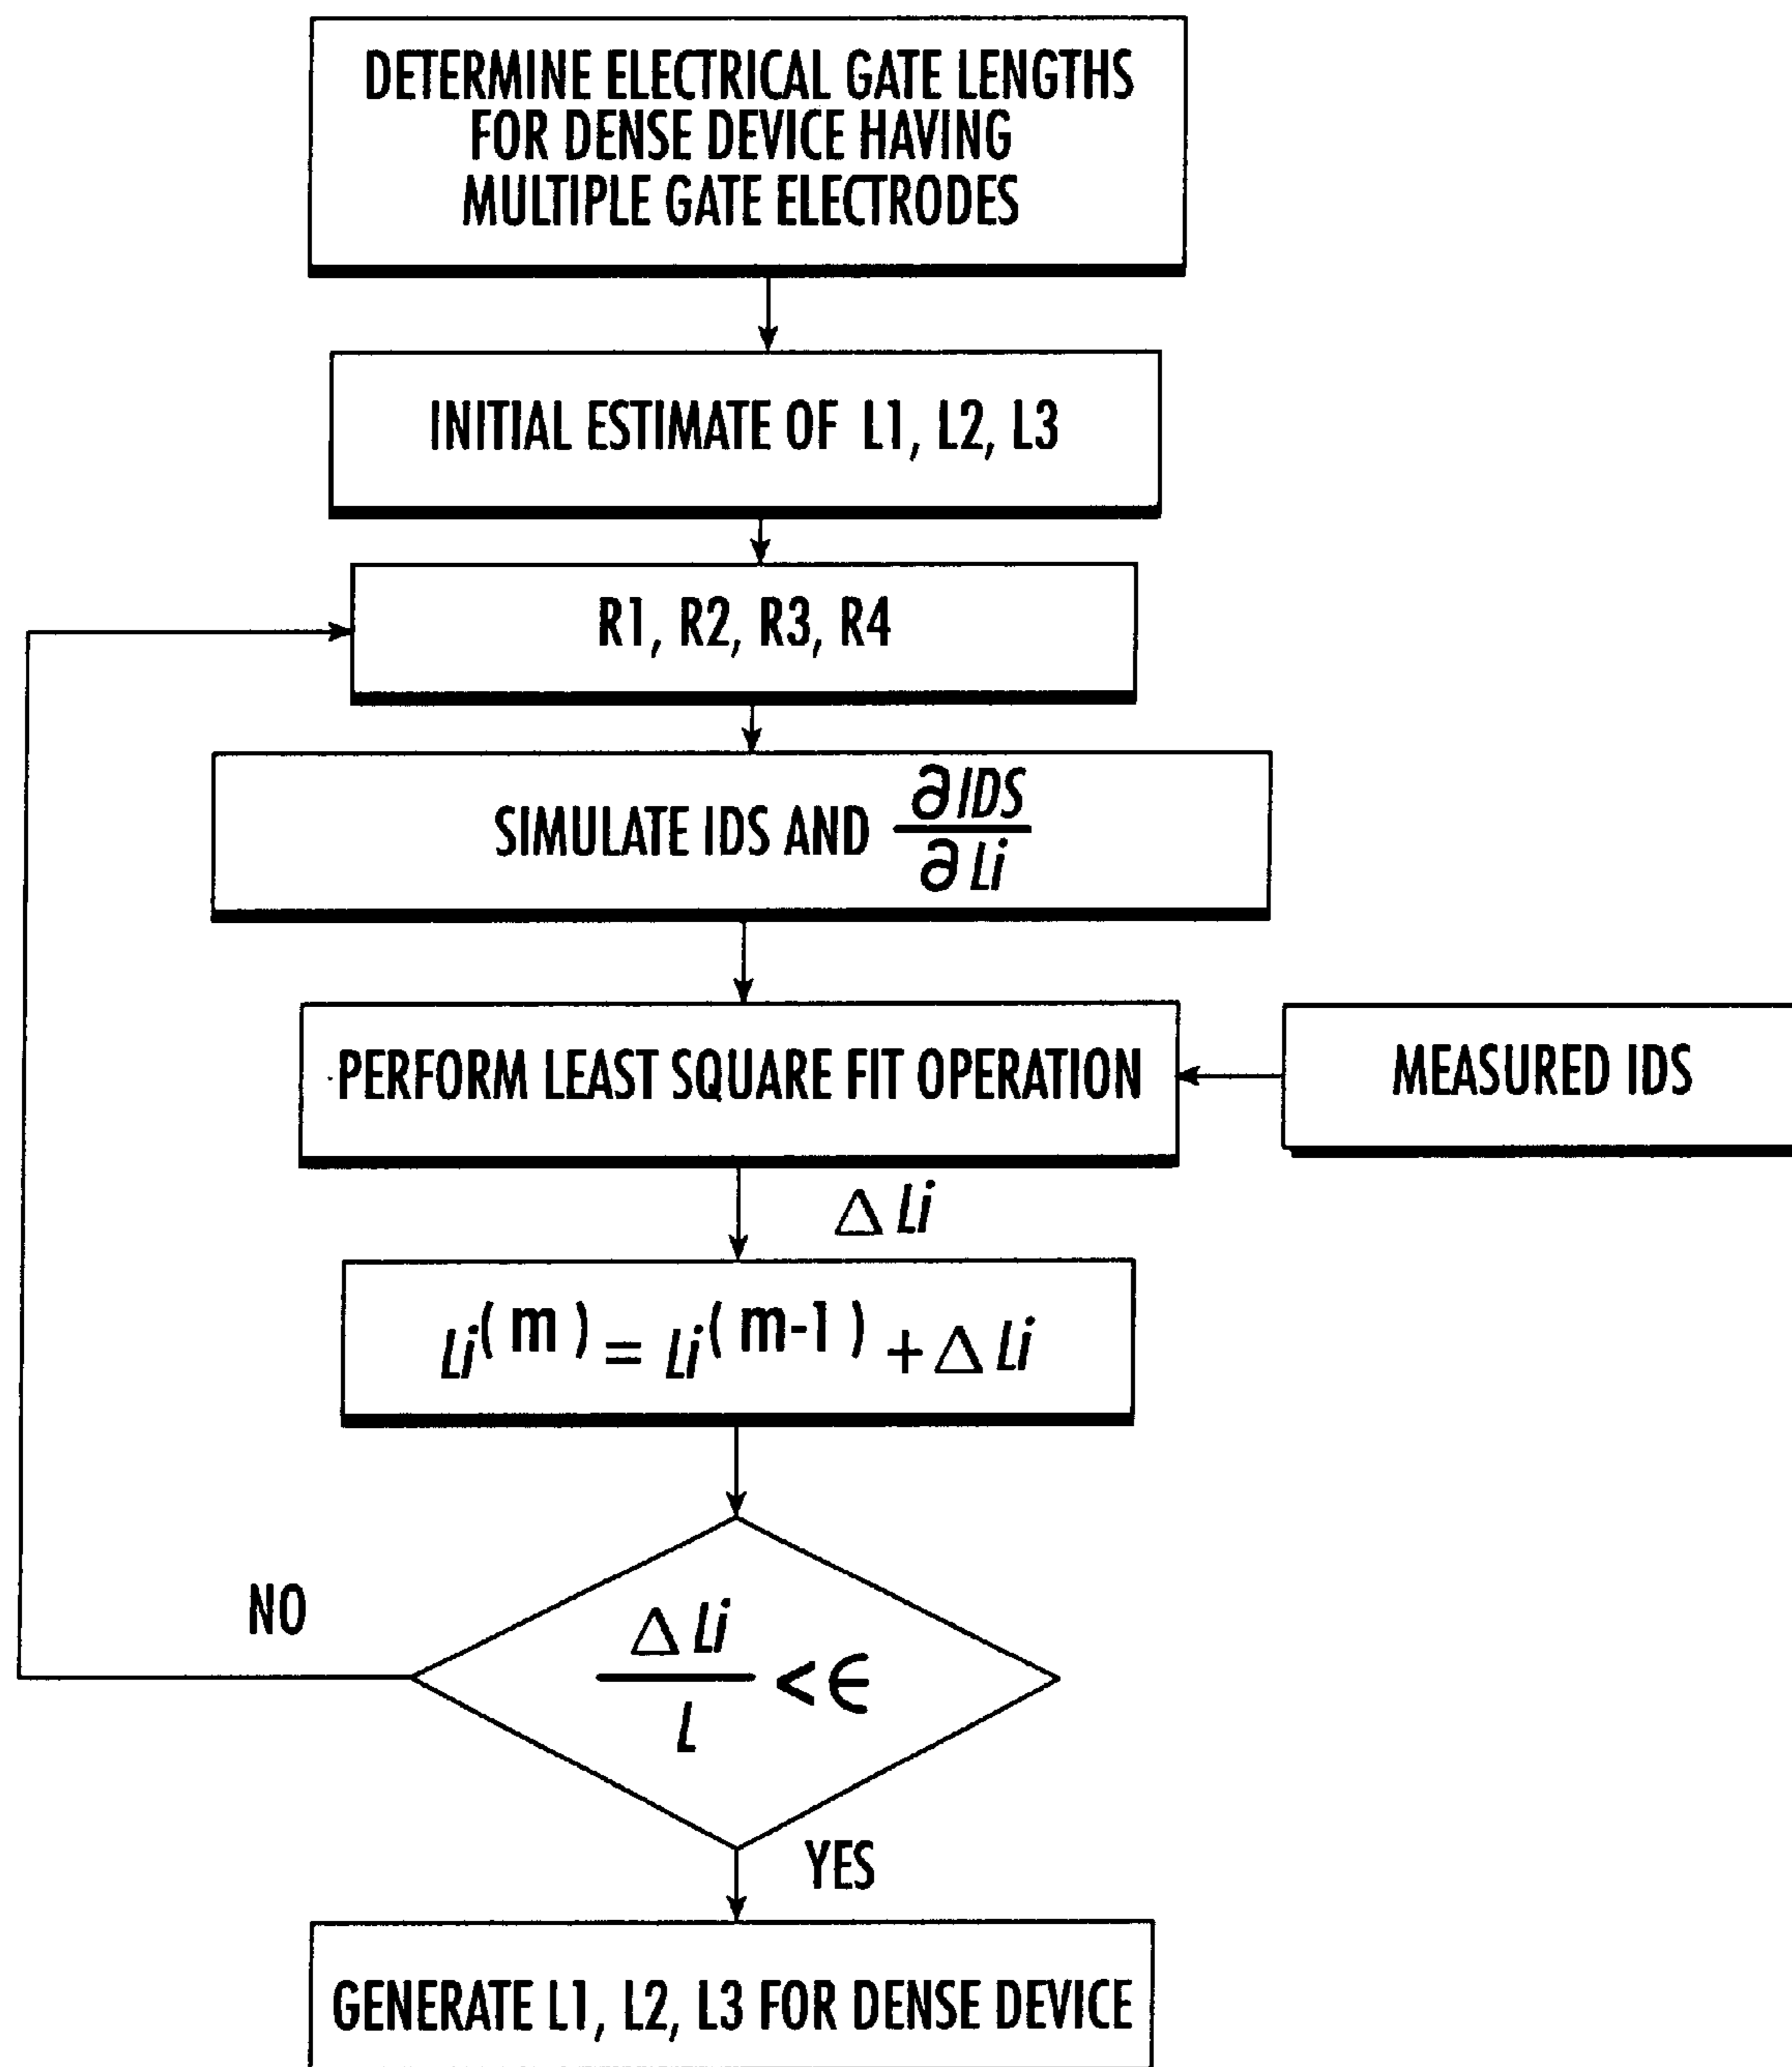 DETERMINE ELECTRICAL GATE LENGTHS
FOR DENSE DEVICE HAVING
MULTIPLE GATE ELECTRODES
INITIAL ESTIMATE OF L1, L2, L3
R1, R2, R3, R4
SIMULATE IDS AND ∂IDS/∂Li
PERFORM LEAST SQUARE FIT OPERATION
MEASURED IDS
ΔLi
Li(m) = Li(m-1) + ΔLi
NO
ΔLi/L < ϵ
YES
GENERATE L1, L2, L3 FOR DENSE DEVICE